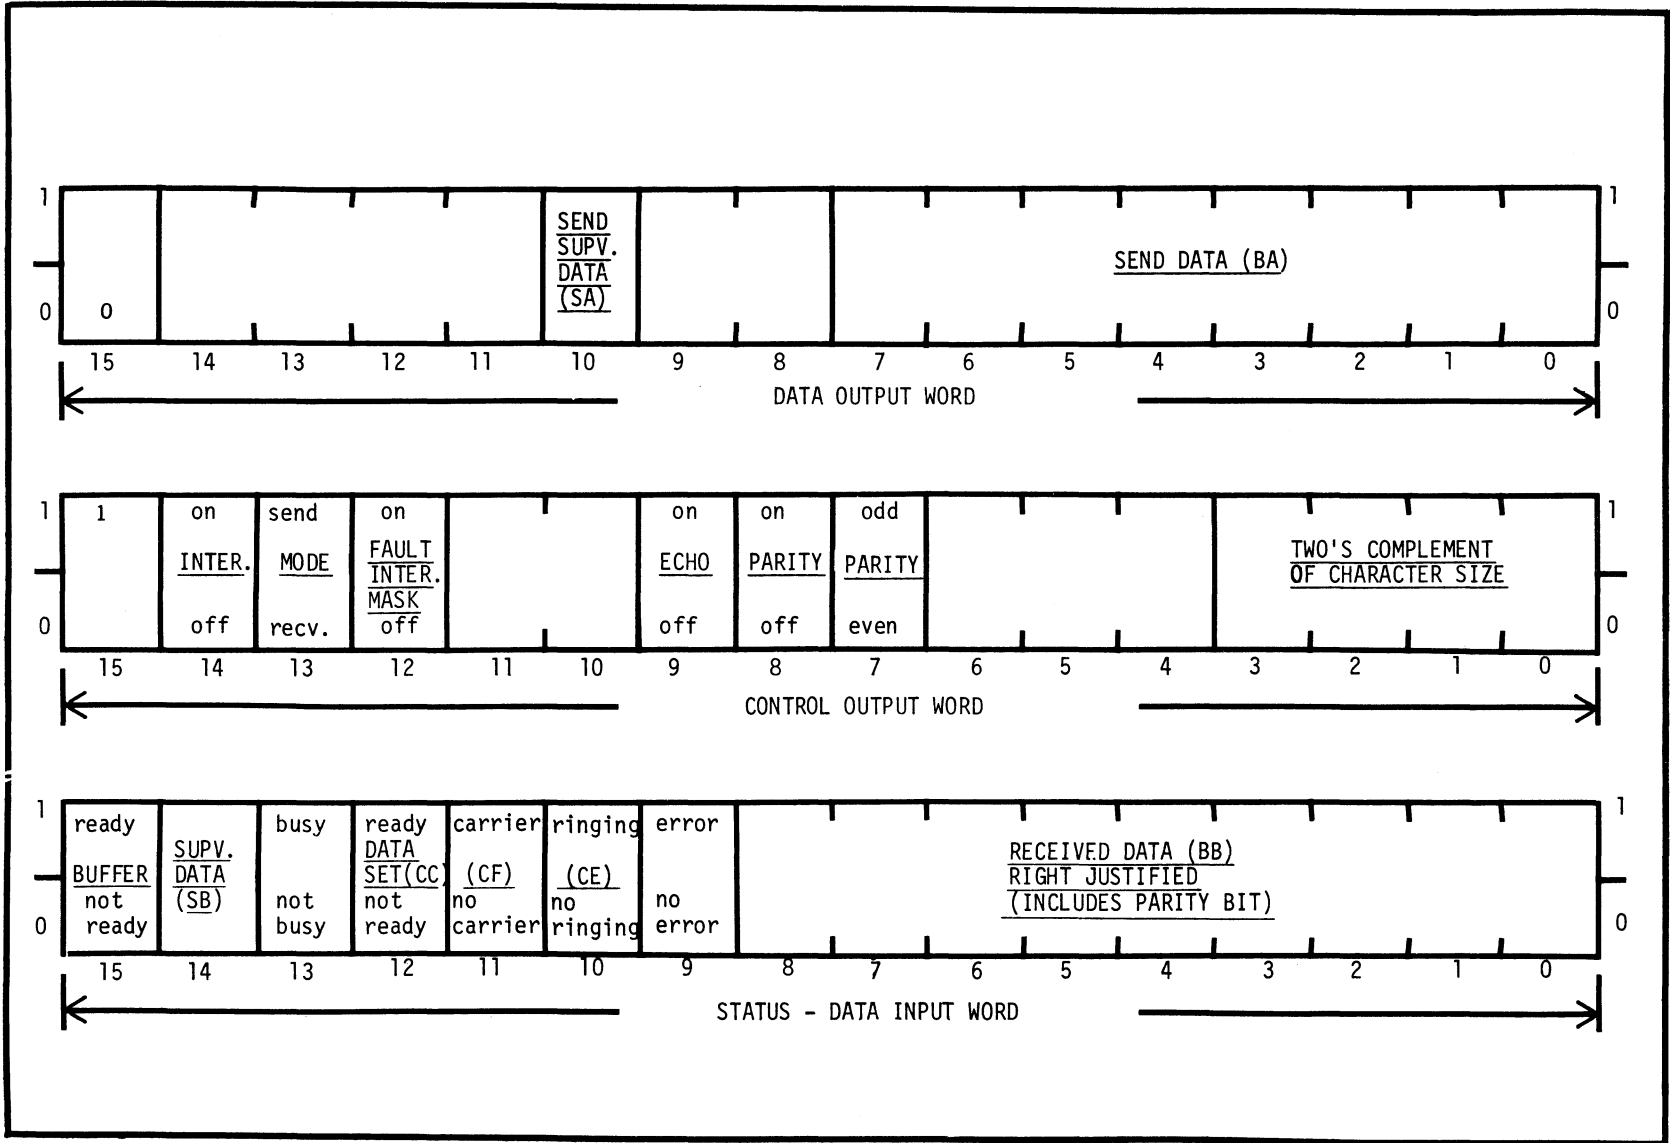 1 1
SEND
SUPV.
DATA
(SA)
SEND DATA (BA)
0 0 0
15 14 13 12 11 10 9 8 7 6 5 4 3 2 1 0
DATA OUTPUT WORD
1 1 on send on on on odd 1
INTER. MODE FAULT INTER. MASK ECHO PARITY PARITY
TWO'S COMPLEMENT
OF CHARACTER SIZE
0 off recv. off off off even 0
15 14 13 12 11 10 9 8 7 6 5 4 3 2 1 0
CONTROL OUTPUT WORD
1 1
ready busy ready carrier ringing error
BUFFER
SUPV.
DATA
(SB)
DATA
SET(CC)
(CF) (CE)
RECEIVED DATA (BB)
RIGHT JUSTIFIED
(INCLUDES PARITY BIT)
not not not no no no
0 ready busy ready carrier ringing error 0
15 14 13 12 11 10 9 8 7 6 5 4 3 2 1 0
STATUS - DATA INPUT WORD